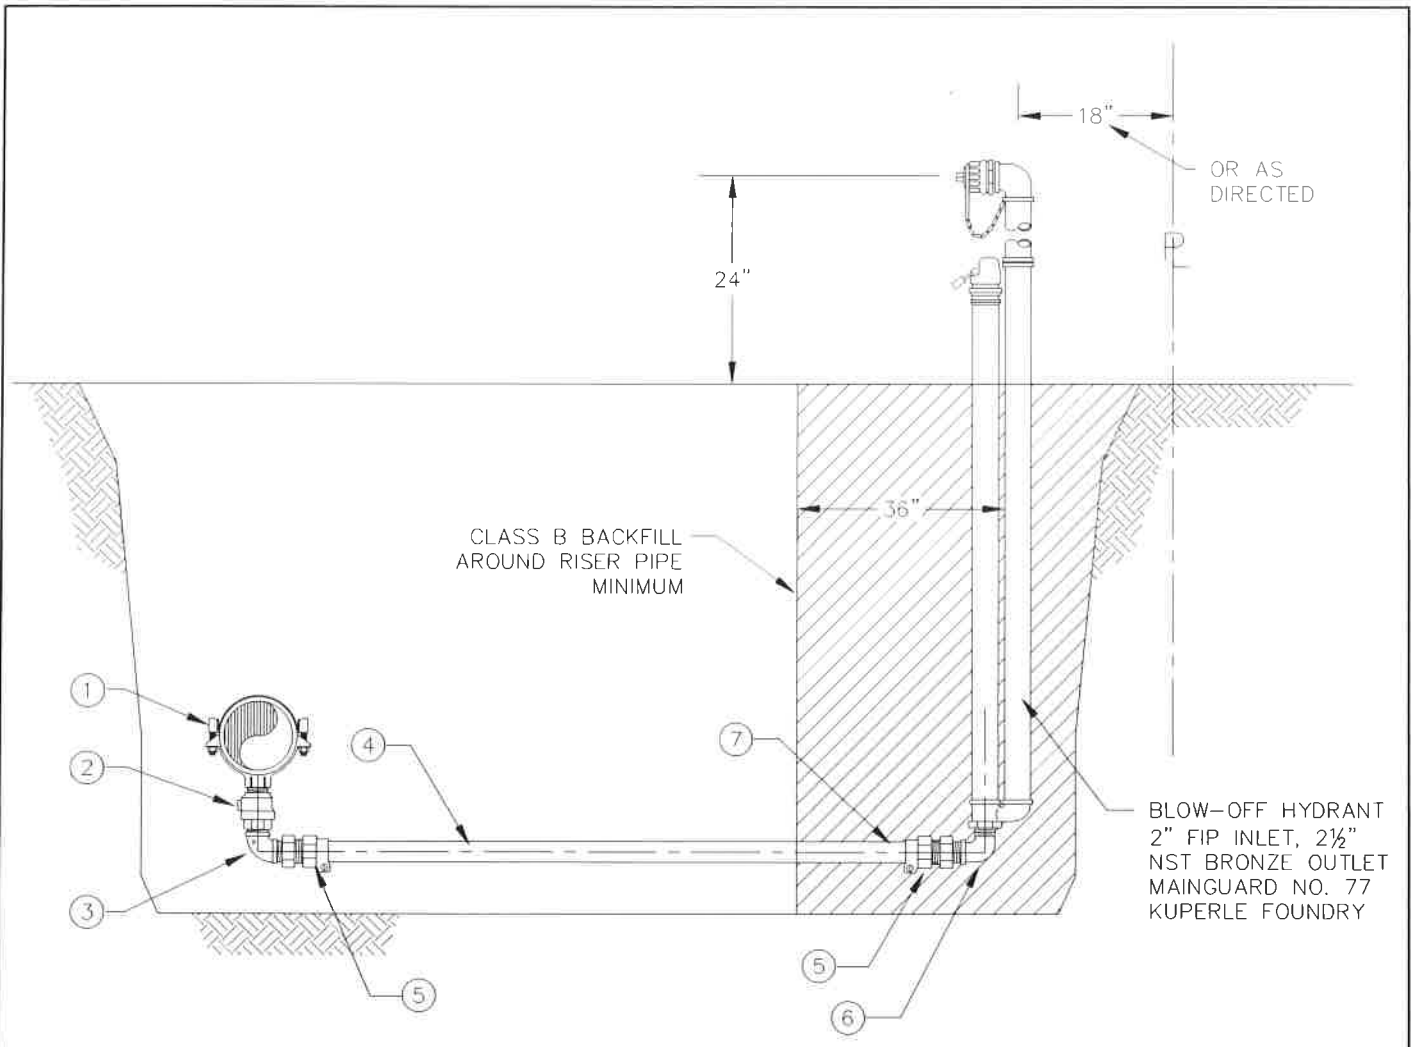 18"
OR AS
DIRECTED
PL
24"
36"
CLASS B BACKFILL
AROUND RISER PIPE
MINIMUM
1
2
4
7
3
5
5
6
BLOW-OFF HYDRANT
2" FIP INLET, 2½"
NST BRONZE OUTLET
MAINGUARD NO. 77
KUPERLE FOUNDRY